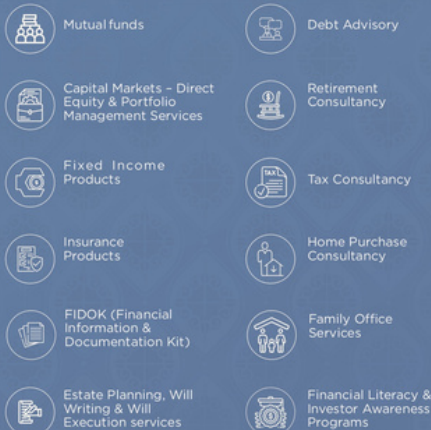 Mutual funds
Debt Advisory
Capital Markets – Direct
Equity & Portfolio
Management Services
Retirement
Consultancy
Fixed Income
Products
TAX
Tax Consultancy
Insurance
Products
Home Purchase
Consultancy
FIDOK (Financial
Information &
Documentation Kit)
Family Office
Services
Estate Planning, Will
Writing & Will
Execution services
Financial Literacy &
Investor Awareness
Programs